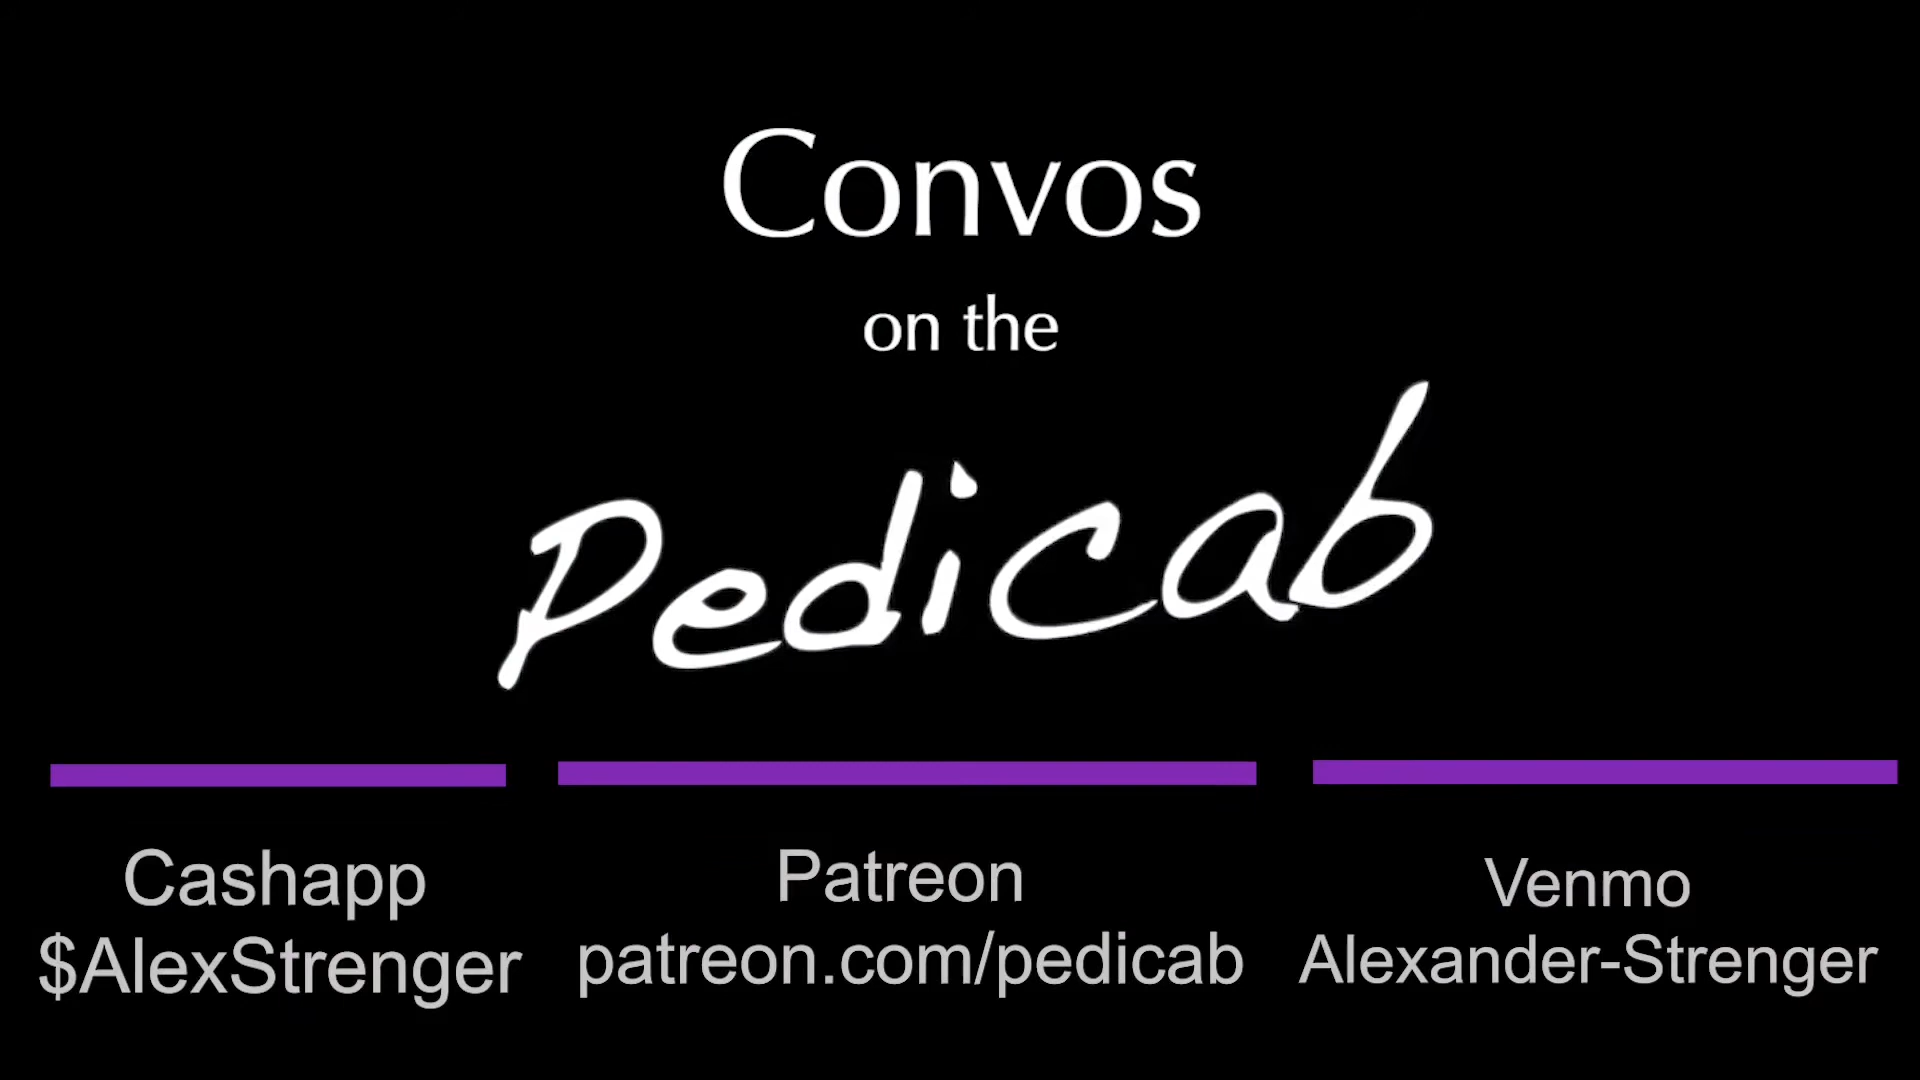 Convos
on the
Pedicab
Cashapp
$AlexStrenger
Patreon
patreon.com/pedicab
Venmo
Alexander-Strenger